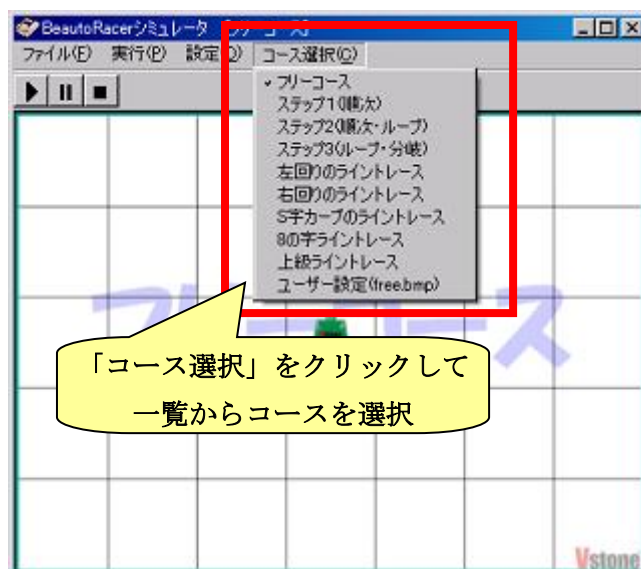 BeautoRacerシミュレータ
ファイル(F) 実行(P) 設定(O) コース選択(C)
フリーコース
ステップ1(順次)
ステップ2(順次・ループ)
ステップ3(ループ・分岐)
左回りのライントレース
右回りのライントレース
S字カーブのライントレース
8の字ライントレース
上級ライントレース
ユーザー設定(free.bmp)
フリーコース
「コース選択」をクリックして
一覧からコースを選択
Vstone